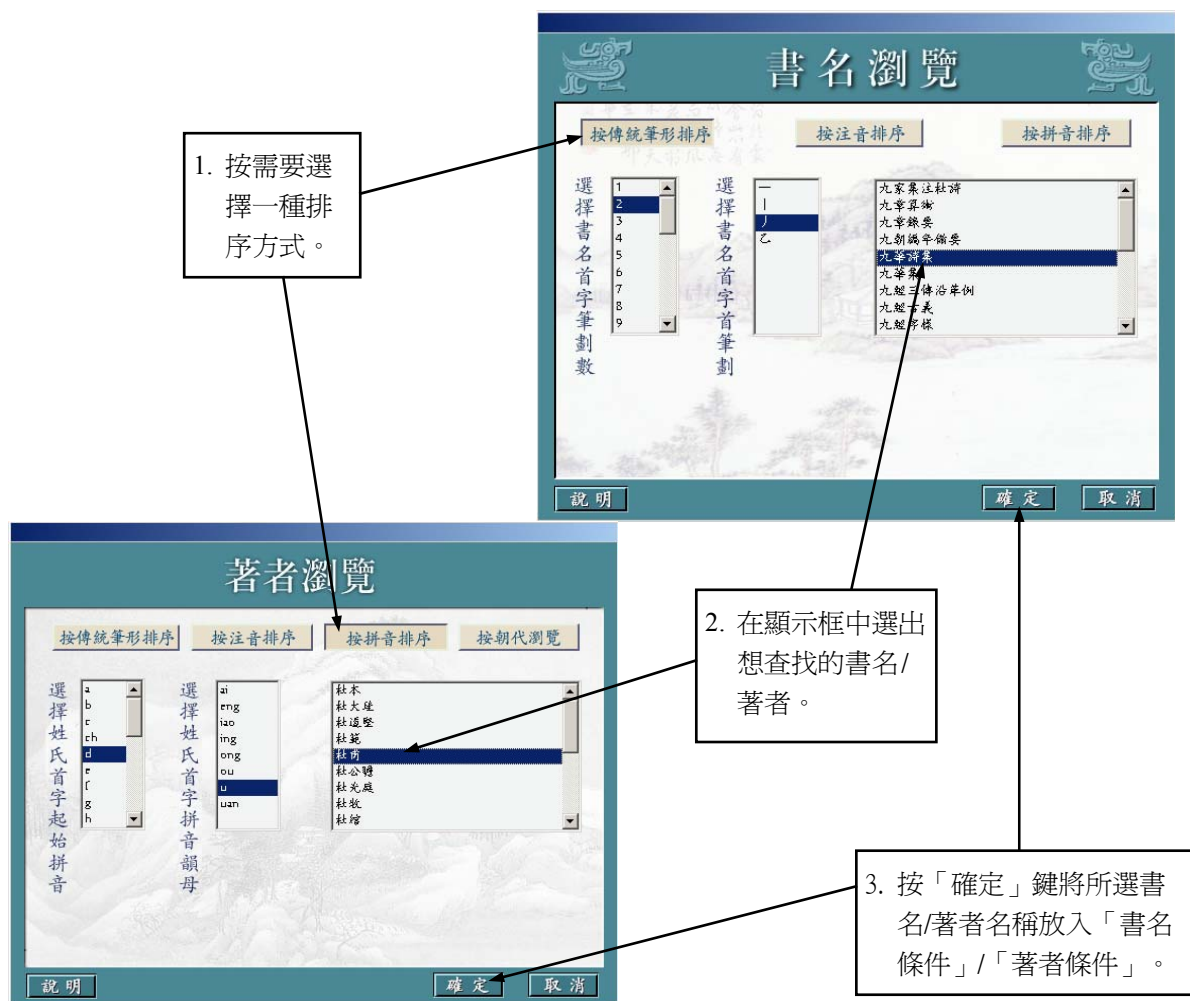 書名瀏覽
按傳統筆形排序
按注音排序
按拼音排序
1. 按需要選
擇一種排
序方式。
選擇書名首字筆劃數
1
2
3
4
5
6
7
8
9
選擇書名首字首筆劃
一
丨
丿
乙
九家集注杜詩
九章算術
九章錄要
九朝編年備要
九華詩集
九華集
九經三傳沿革例
九經古義
九經字樣
說明
確定
取消
著者瀏覽
按傳統筆形排序
按注音排序
按拼音排序
按朝代瀏覽
選擇姓氏首字起始拼音
a
b
c
ch
d
e
f
g
h
選擇姓氏首字拼音韻母
ai
eng
iao
ing
ong
ou
u
uan
杜本
杜大珪
杜道堅
杜範
杜甫
杜公瞻
杜光庭
杜牧
杜綰
說明
確定
取消
2. 在顯示框中選出
想查找的書名/
著者。
3. 按「確定」鍵將所選書
名/著者名稱放入「書名
條件」/「著者條件」。